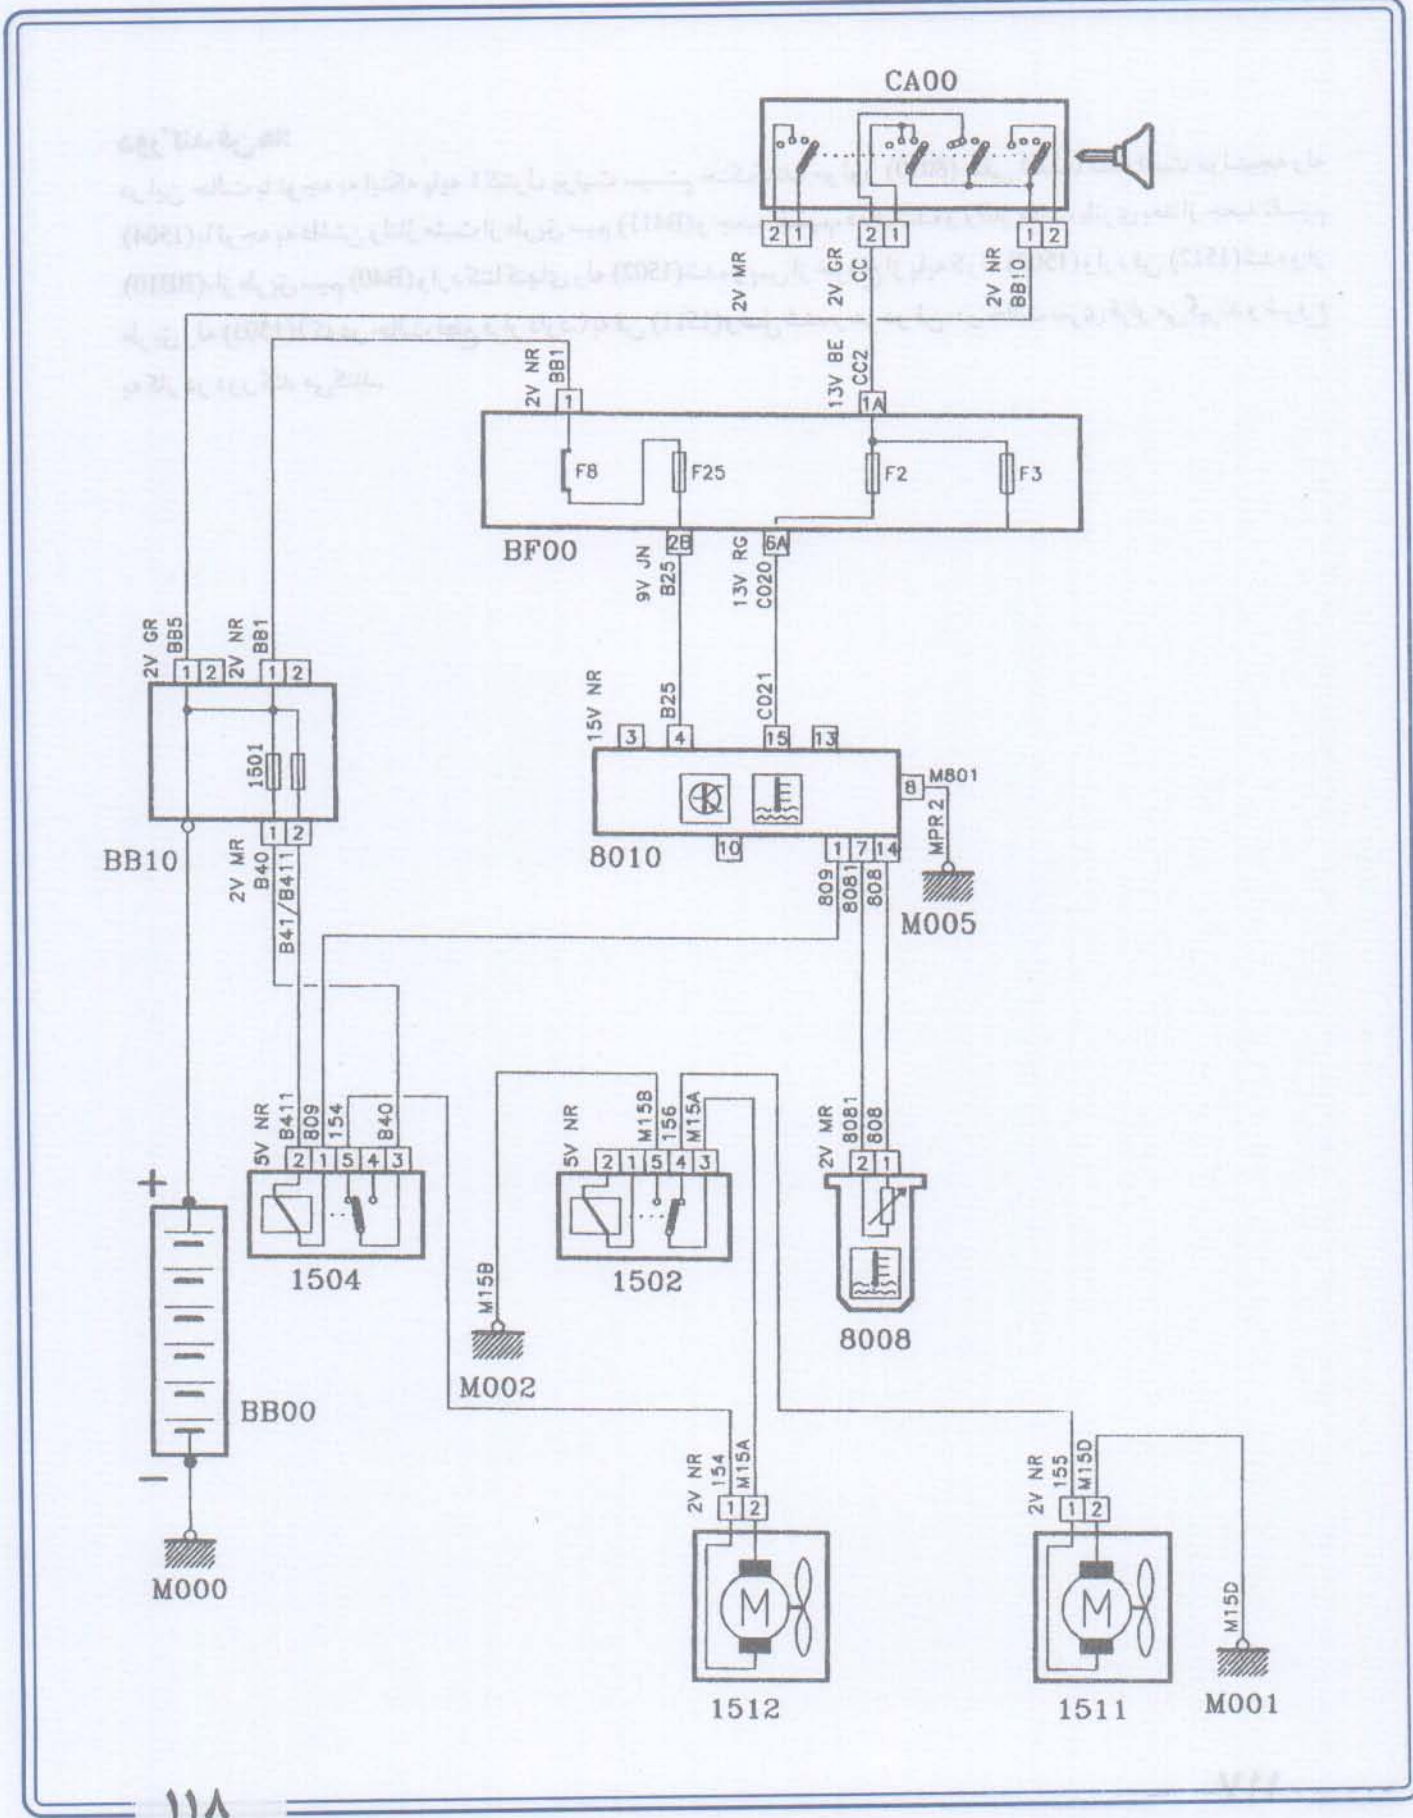 CA00
2 1
2 1
1 2
2V MR
2V GR
CC
2V NR
BB10
2V NR
BB1
13V BE
CC2
1
1A
F8
F25
F2
F3
BF00
2B
6A
9V JN
B25
13V RG
C020
2V GR
BB5
2V NR
BB1
1 2
1 2
1501
BB10
1 2
2V MR
B40
B41/B411
15V NR
B25
C021
3
4
15
13
8
M801
MPR2
M005
8010
10
1 7 14
809
8081
808
5V NR
B411
809
154
B40
2 1 5 4 3
1504
5V NR
M15B
156
M15A
2 1 5 4 3
1502
2V MR
8081
808
2 1
8008
M15B
M002
+
BB00
−
M000
2V NR
154
M15A
1 2
M
1512
2V NR
155
M15D
1 2
M
1511
M15D
M001
۱۱۸